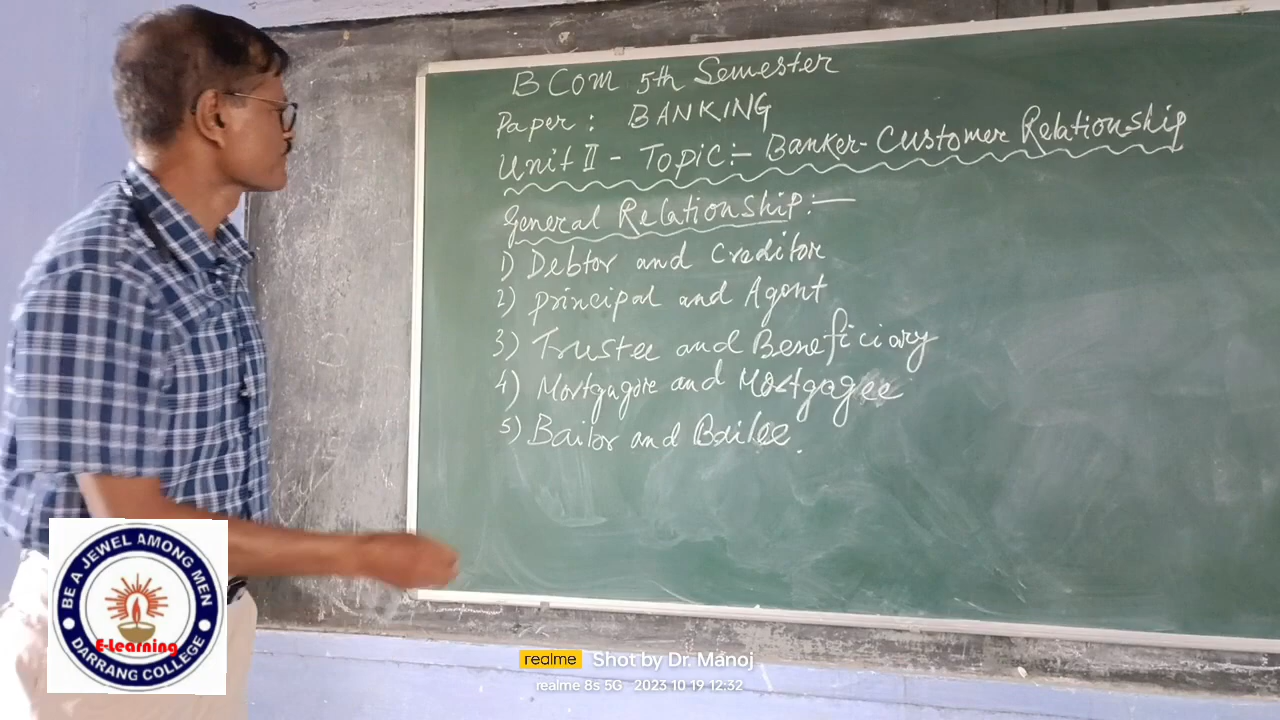 B COM 5th Semester
Paper: BANKING
Unit II - Topic:- Banker-Customer Relationship
General Relationship:-
1) Debtor and Creditor
2) Principal and Agent
3) Trustee and Beneficiary
4) Mortgagore and Mortgagee
5) Bailor and Bailee.
BE A JEWEL AMONG MEN
E-Learning
DARRANG COLLEGE
realme Shot by Dr. Manoj
realme 8s 5G 2023 10 19 12:32